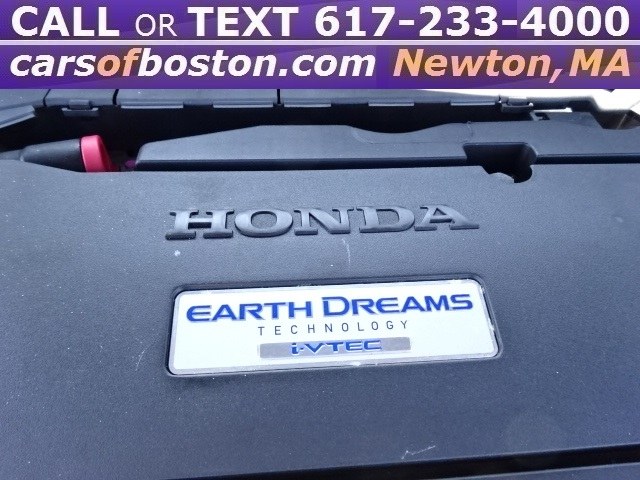 CALL OR TEXT 617-233-4000
carsofboston.com Newton,MA
HONDA
EARTH DREAMS
TECHNOLOGY
i-VTEC